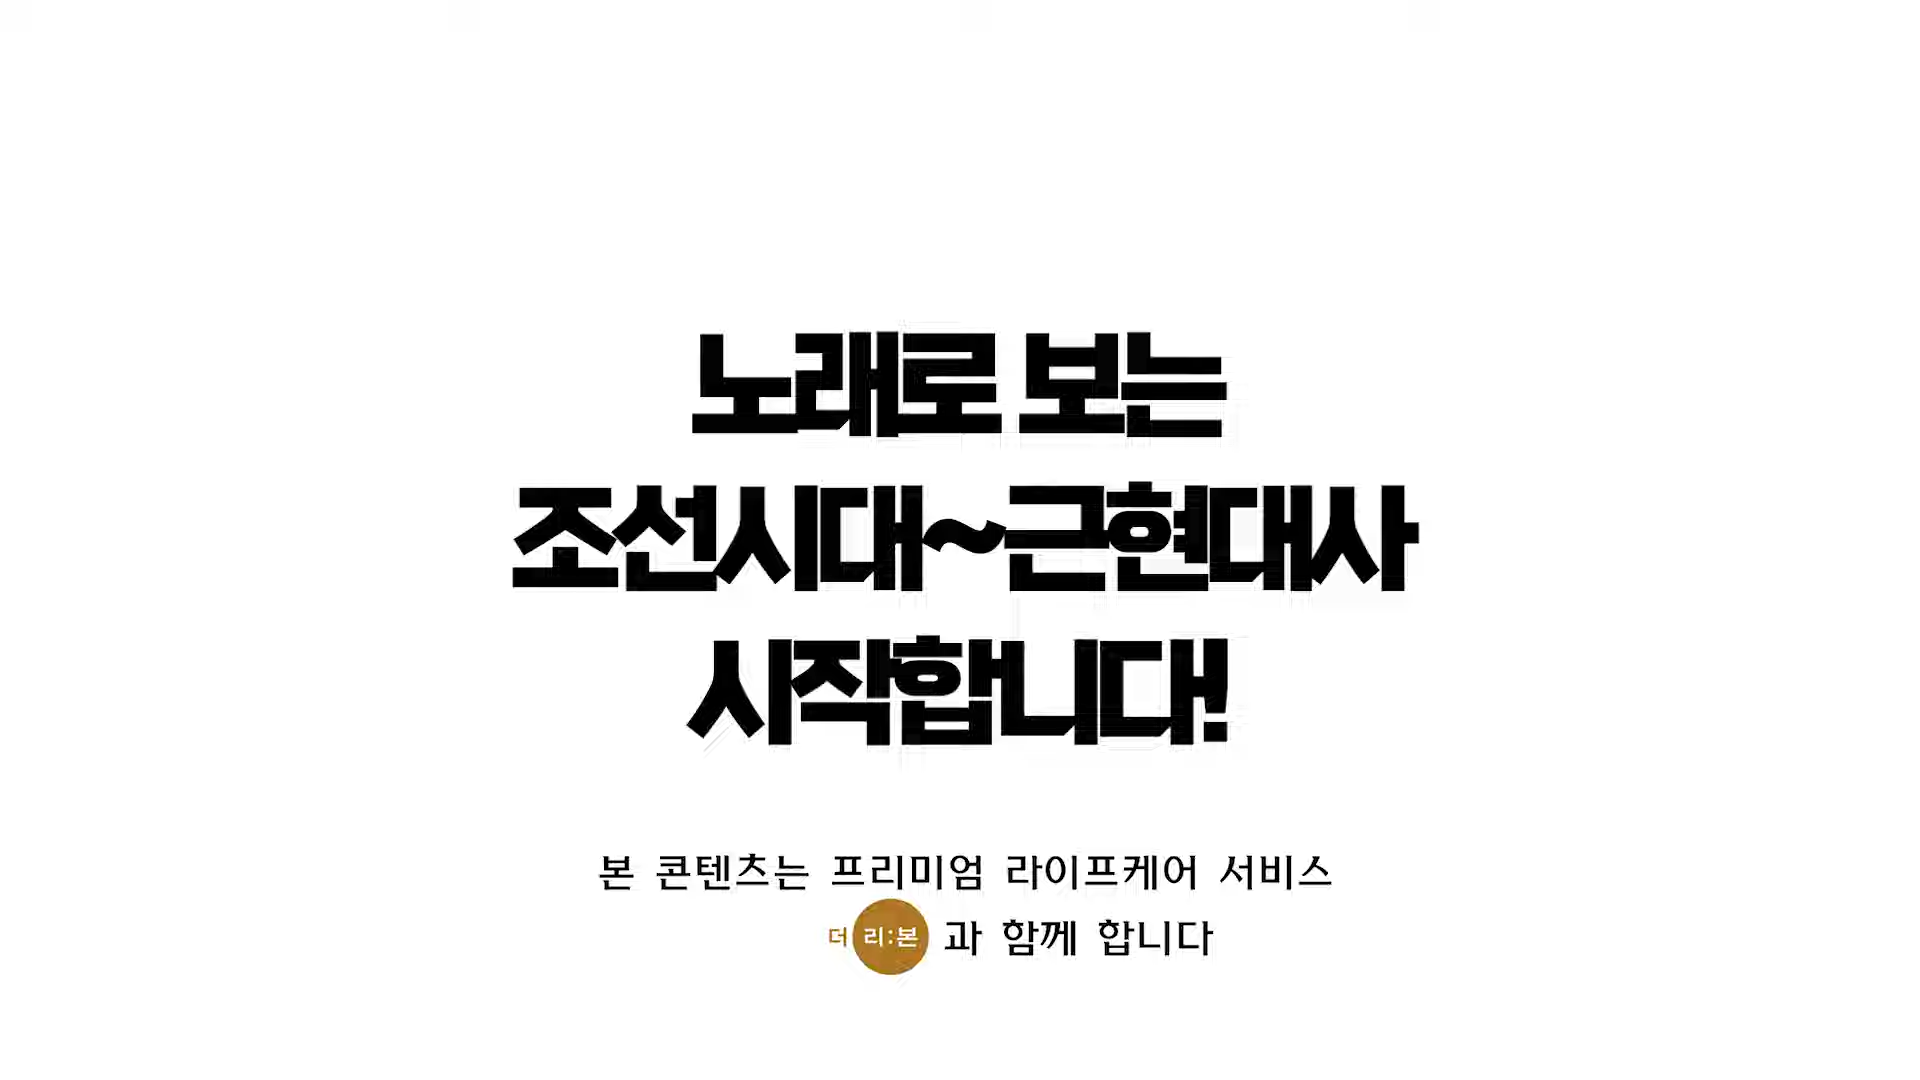 노래로 보는
조선시대~근현대사
시작합니다!
본 콘텐츠는 프리미엄 라이프케어 서비스
더 리:본 과 함께 합니다